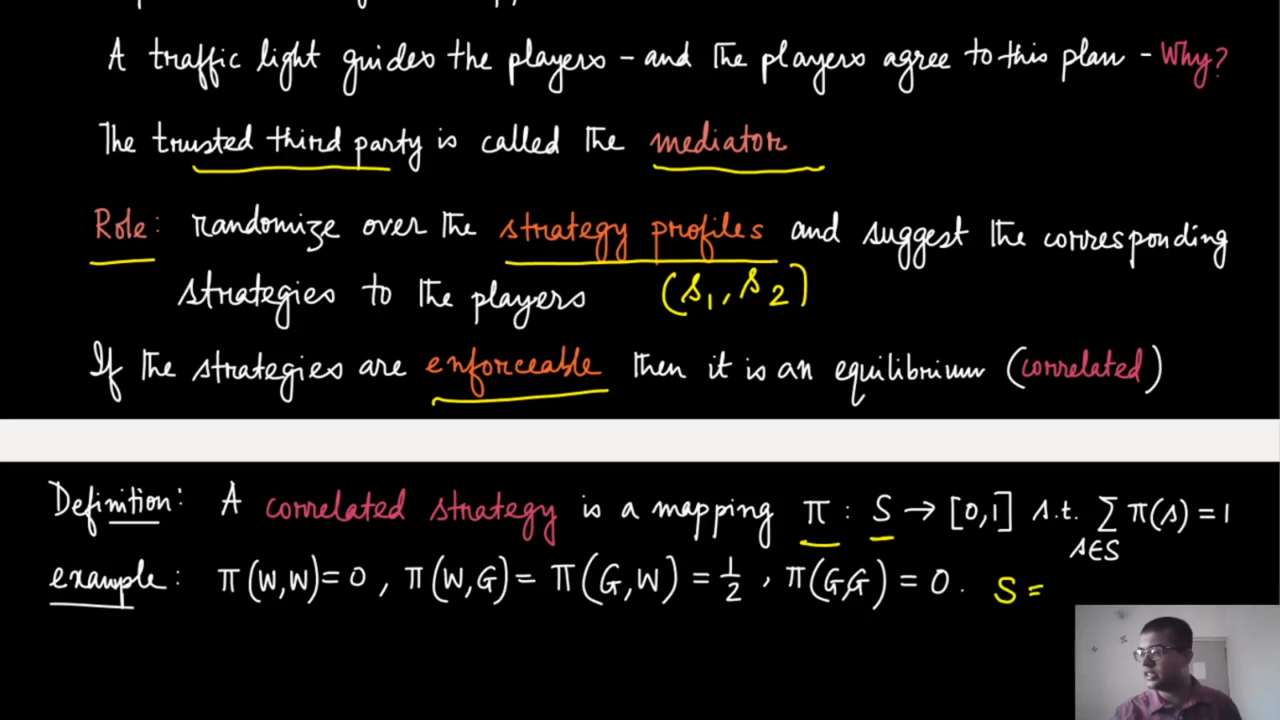 A traffic light guides the players - and the players agree to this plan - Why?
The trusted third party is called the mediator
Role: randomize over the strategy profiles and suggest the corresponding
strategies to the players (s₁, s₂)
If the strategies are enforceable then it is an equilibrium (correlated)
Definition: A correlated strategy is a mapping π : S → [0,1] s.t. ∑ π(s) = 1
s∈S
example: π(W,W)=0, π(W,G)= π(G,W) = 1/2, π(G,G) = 0. S =